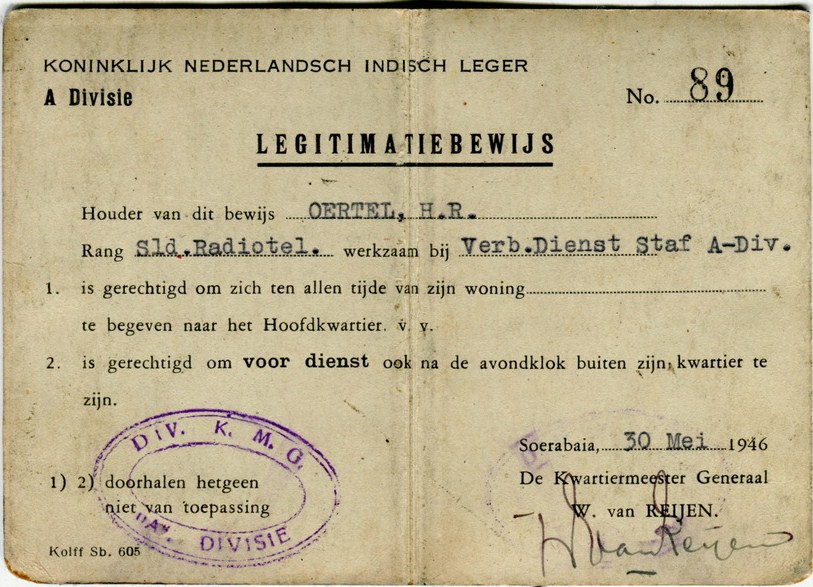 KONINKLIJK NEDERLANDSCH INDISCH LEGER
A Divisie
No. 89
LEGITIMATIEBEWIJS
Houder van dit bewijs OERTEL, H.R.
Rang Sld.Radiotel. werkzaam bij Verb.Dienst Staf A-Div.
1. is gerechtigd om zich ten allen tijde van zijn woning
te begeven naar het Hoofdkwartier. v. v.
2. is gerechtigd om voor dienst ook na de avondklok buiten zijn kwartier te
zijn.
DIV. K. M. G.
"A" DIVISIE
1) 2) doorhalen hetgeen
niet van toepassing
Kolff Sb. 605
Soerabaia, 30 Mei 1946
De Kwartiermeester Generaal
W. van REIJEN.
W van Reijen